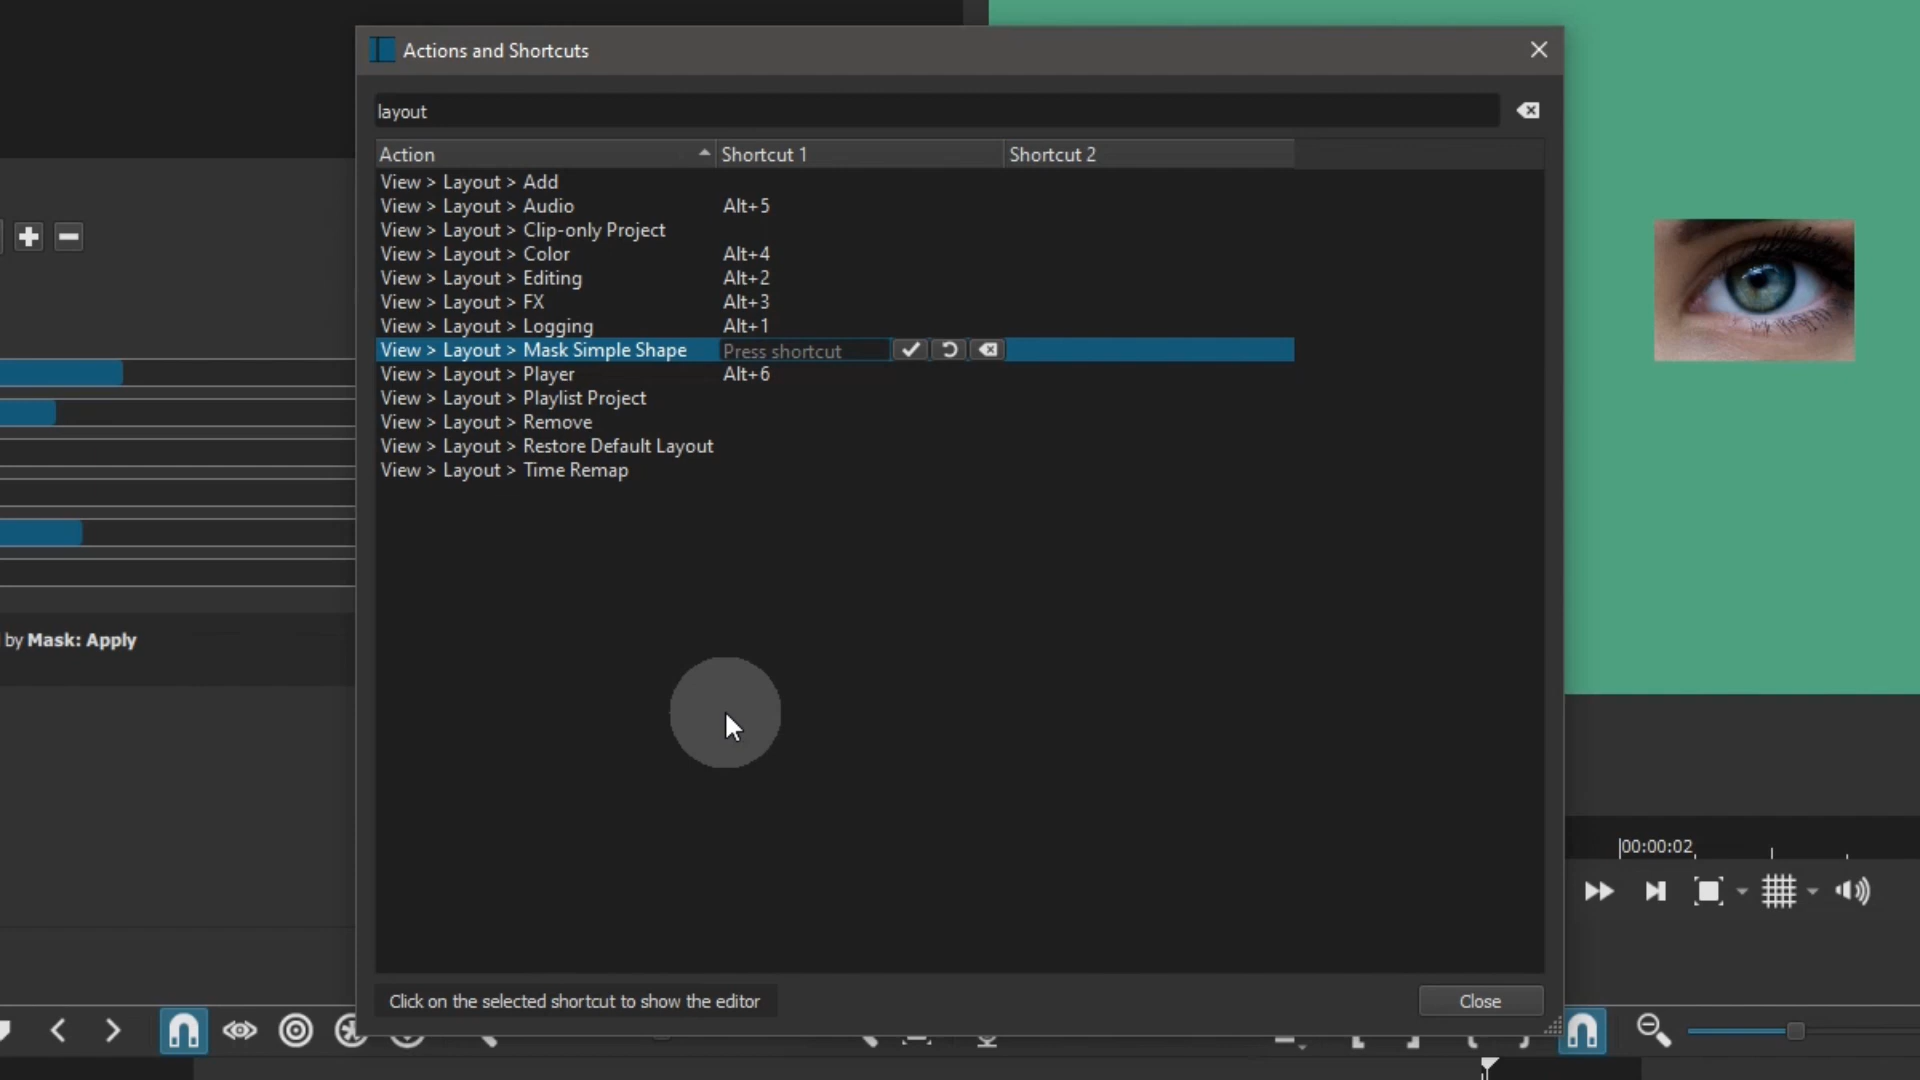 Actions and Shortcuts
layout
Action Shortcut 1 Shortcut 2
View > Layout > Add
View > Layout > Audio Alt+5
View > Layout > Clip-only Project
View > Layout > Color Alt+4
View > Layout > Editing Alt+2
View > Layout > FX Alt+3
View > Layout > Logging Alt+1
View > Layout > Mask Simple Shape Press shortcut
View > Layout > Player Alt+6
View > Layout > Playlist Project
View > Layout > Remove
View > Layout > Restore Default Layout
View > Layout > Time Remap
by Mask: Apply
00:00:02
Click on the selected shortcut to show the editor Close